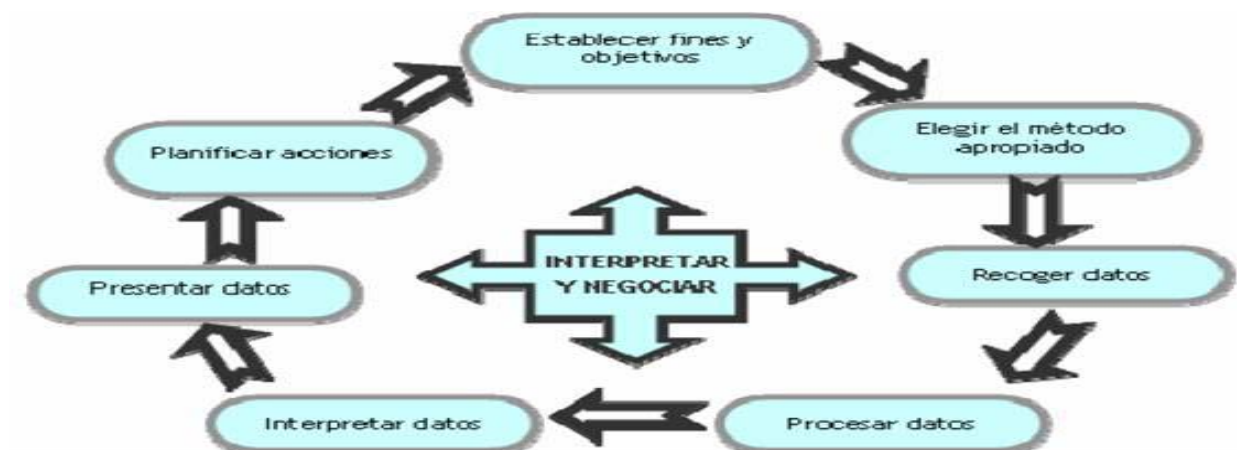 Establecer fines y
objetivos
Elegir el método
apropiado
Recoger datos
Procesar datos
Interpretar datos
Presentar datos
Planificar acciones
INTERPRETAR
Y NEGOCIAR